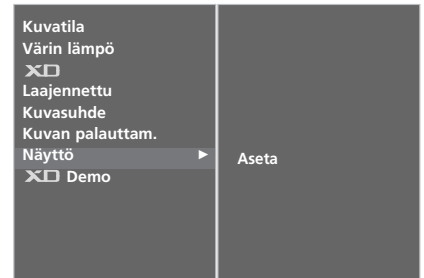 Kuvatila
Värin lämpö
XD
Laajennettu
Kuvasuhde
Kuvan palauttam.
Näyttö ►
Aseta
XD Demo